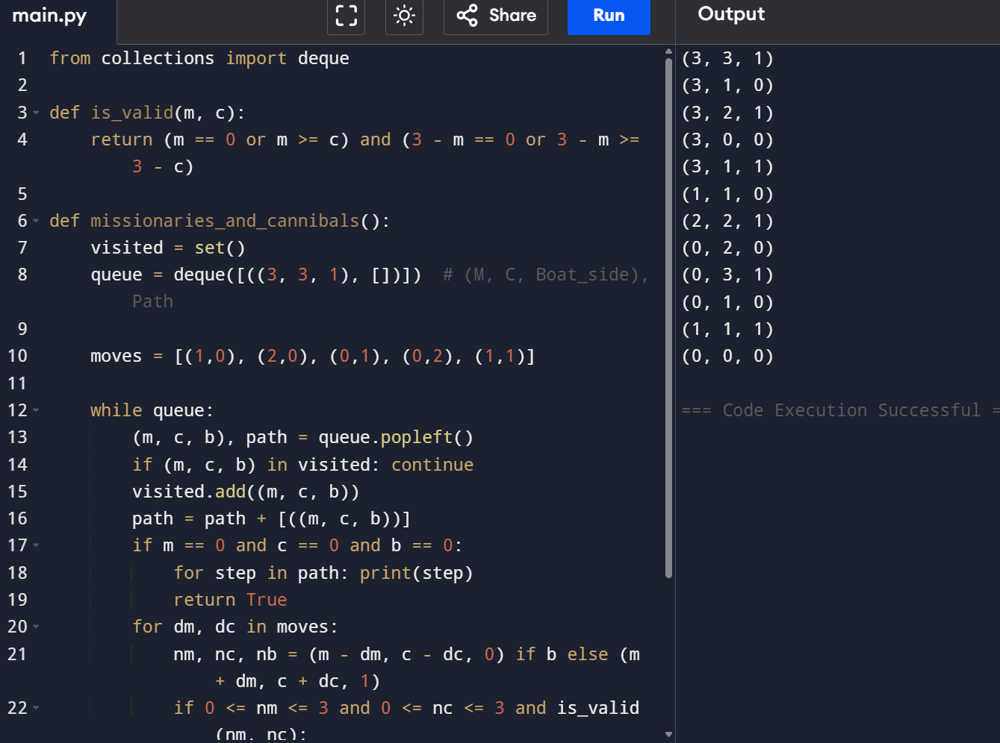 main.py Share Run Output
1 from collections import deque
2
3 def is_valid(m, c):
4 return (m == 0 or m >= c) and (3 - m == 0 or 3 - m >=
3 - c)
5
6 def missionaries_and_cannibals():
7 visited = set()
8 queue = deque([((3, 3, 1), [])]) # (M, C, Boat_side),
Path
9
10 moves = [(1,0), (2,0), (0,1), (0,2), (1,1)]
11
12 while queue:
13 (m, c, b), path = queue.popleft()
14 if (m, c, b) in visited: continue
15 visited.add((m, c, b))
16 path = path + [((m, c, b))]
17 if m == 0 and c == 0 and b == 0:
18 for step in path: print(step)
19 return True
20 for dm, dc in moves:
21 nm, nc, nb = (m - dm, c - dc, 0) if b else (m
+ dm, c + dc, 1)
22 if 0 <= nm <= 3 and 0 <= nc <= 3 and is_valid
(nm, nc):
(3, 3, 1)
(3, 1, 0)
(3, 2, 1)
(3, 0, 0)
(3, 1, 1)
(1, 1, 0)
(2, 2, 1)
(0, 2, 0)
(0, 3, 1)
(0, 1, 0)
(1, 1, 1)
(0, 0, 0)
=== Code Execution Successful =